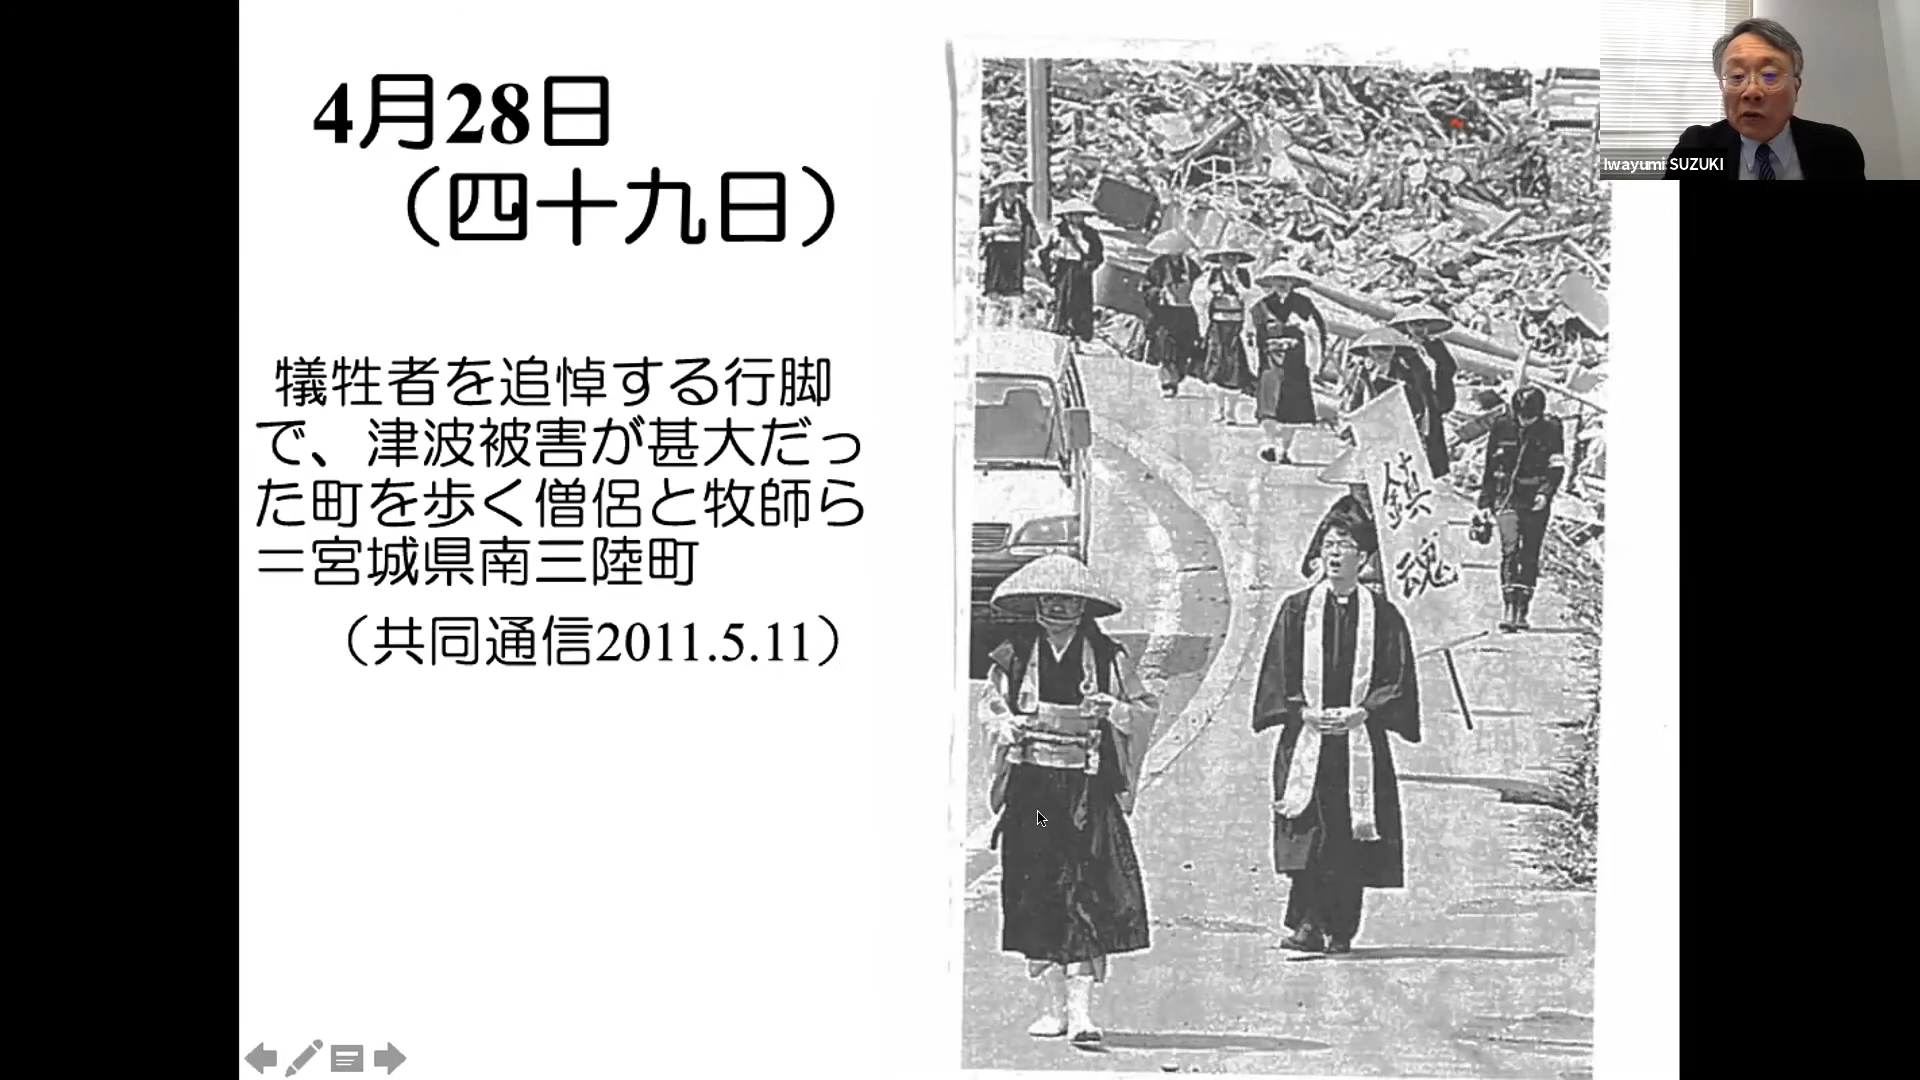 4月28日
（四十九日）
犠牲者を追悼する行脚
で、津波被害が甚大だっ
た町を歩く僧侶と牧師ら
＝宮城県南三陸町
（共同通信2011.5.11）
鎮魂
Iwayumi SUZUKI